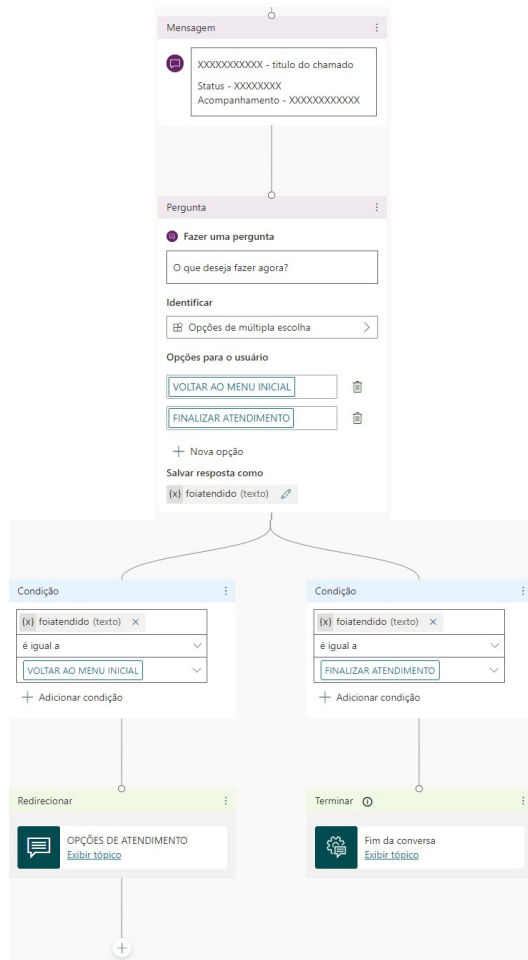 Mensagem
XXXXXXXXXXX - titulo do chamado
Status - XXXXXXXX
Acompanhamento - XXXXXXXXXXXX
Pergunta
Fazer uma pergunta
O que deseja fazer agora?
Identificar
Opções de múltipla escolha
Opções para o usuário
VOLTAR AO MENU INICIAL
FINALIZAR ATENDIMENTO
+ Nova opção
Salvar resposta como
{x} foiatendido (texto)
Condição
{x} foiatendido (texto) ×
é igual a
VOLTAR AO MENU INICIAL
+ Adicionar condição
Condição
{x} foiatendido (texto) ×
é igual a
FINALIZAR ATENDIMENTO
+ Adicionar condição
Redirecionar
OPÇÕES DE ATENDIMENTO
Exibir tópico
Terminar
Fim da conversa
Exibir tópico